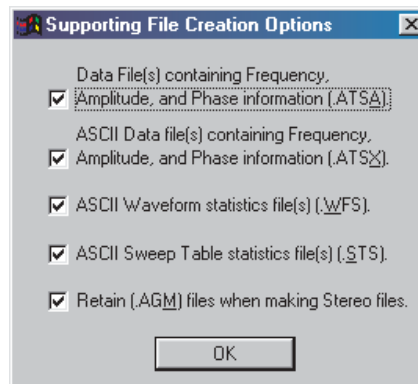 Supporting File Creation Options
Data File(s) containing Frequency,
Amplitude, and Phase information (.ATSA).
ASCII Data file(s) containing Frequency,
Amplitude, and Phase information (.ATSX).
ASCII Waveform statistics file(s) (.WFS).
ASCII Sweep Table statistics file(s) (.STS).
Retain (.AGM) files when making Stereo files.
OK